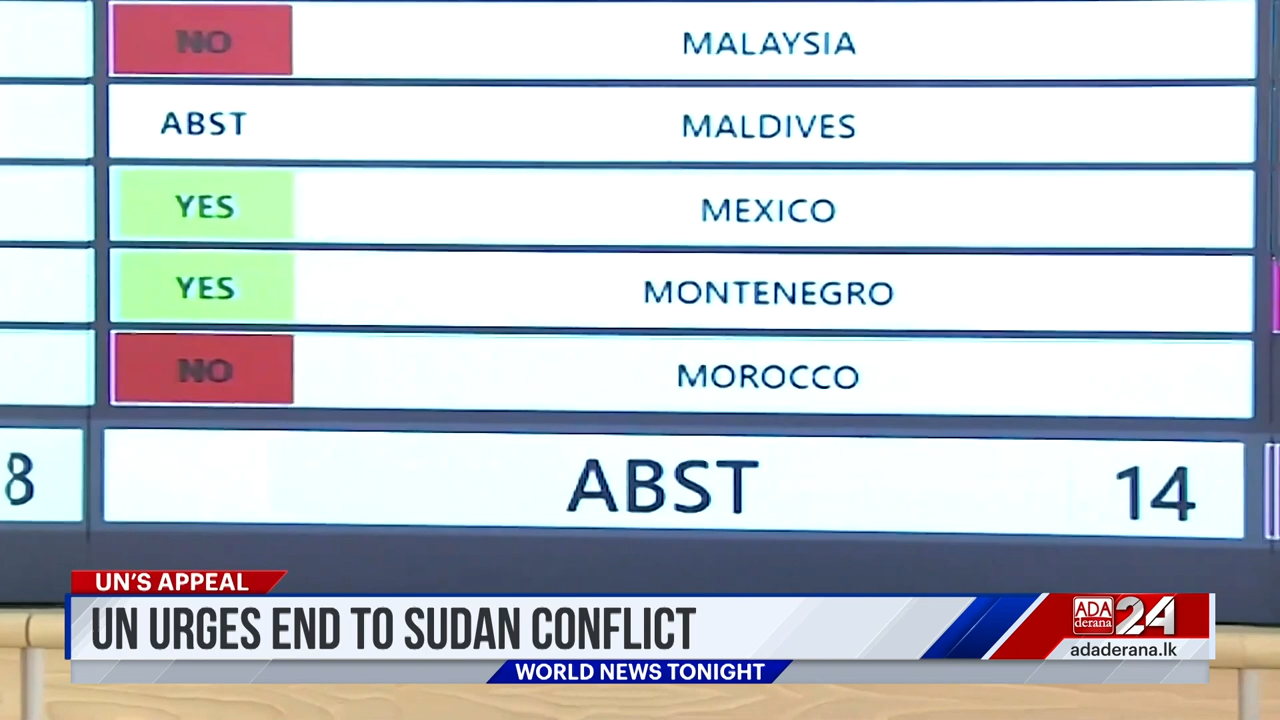 NO MALAYSIA
ABST MALDIVES
YES MEXICO
YES MONTENEGRO
NO MOROCCO
8 ABST 14
UN'S APPEAL
UN URGES END TO SUDAN CONFLICT
ADA
derana
24
adaderana.lk
WORLD NEWS TONIGHT